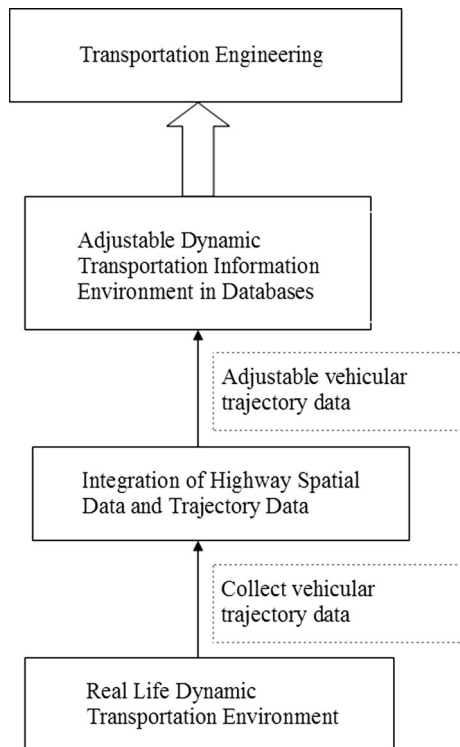 Transportation Engineering
Adjustable Dynamic
Transportation Information
Environment in Databases
Adjustable vehicular
trajectory data
Integration of Highway Spatial
Data and Trajectory Data
Collect vehicular
trajectory data
Real Life Dynamic
Transportation Environment